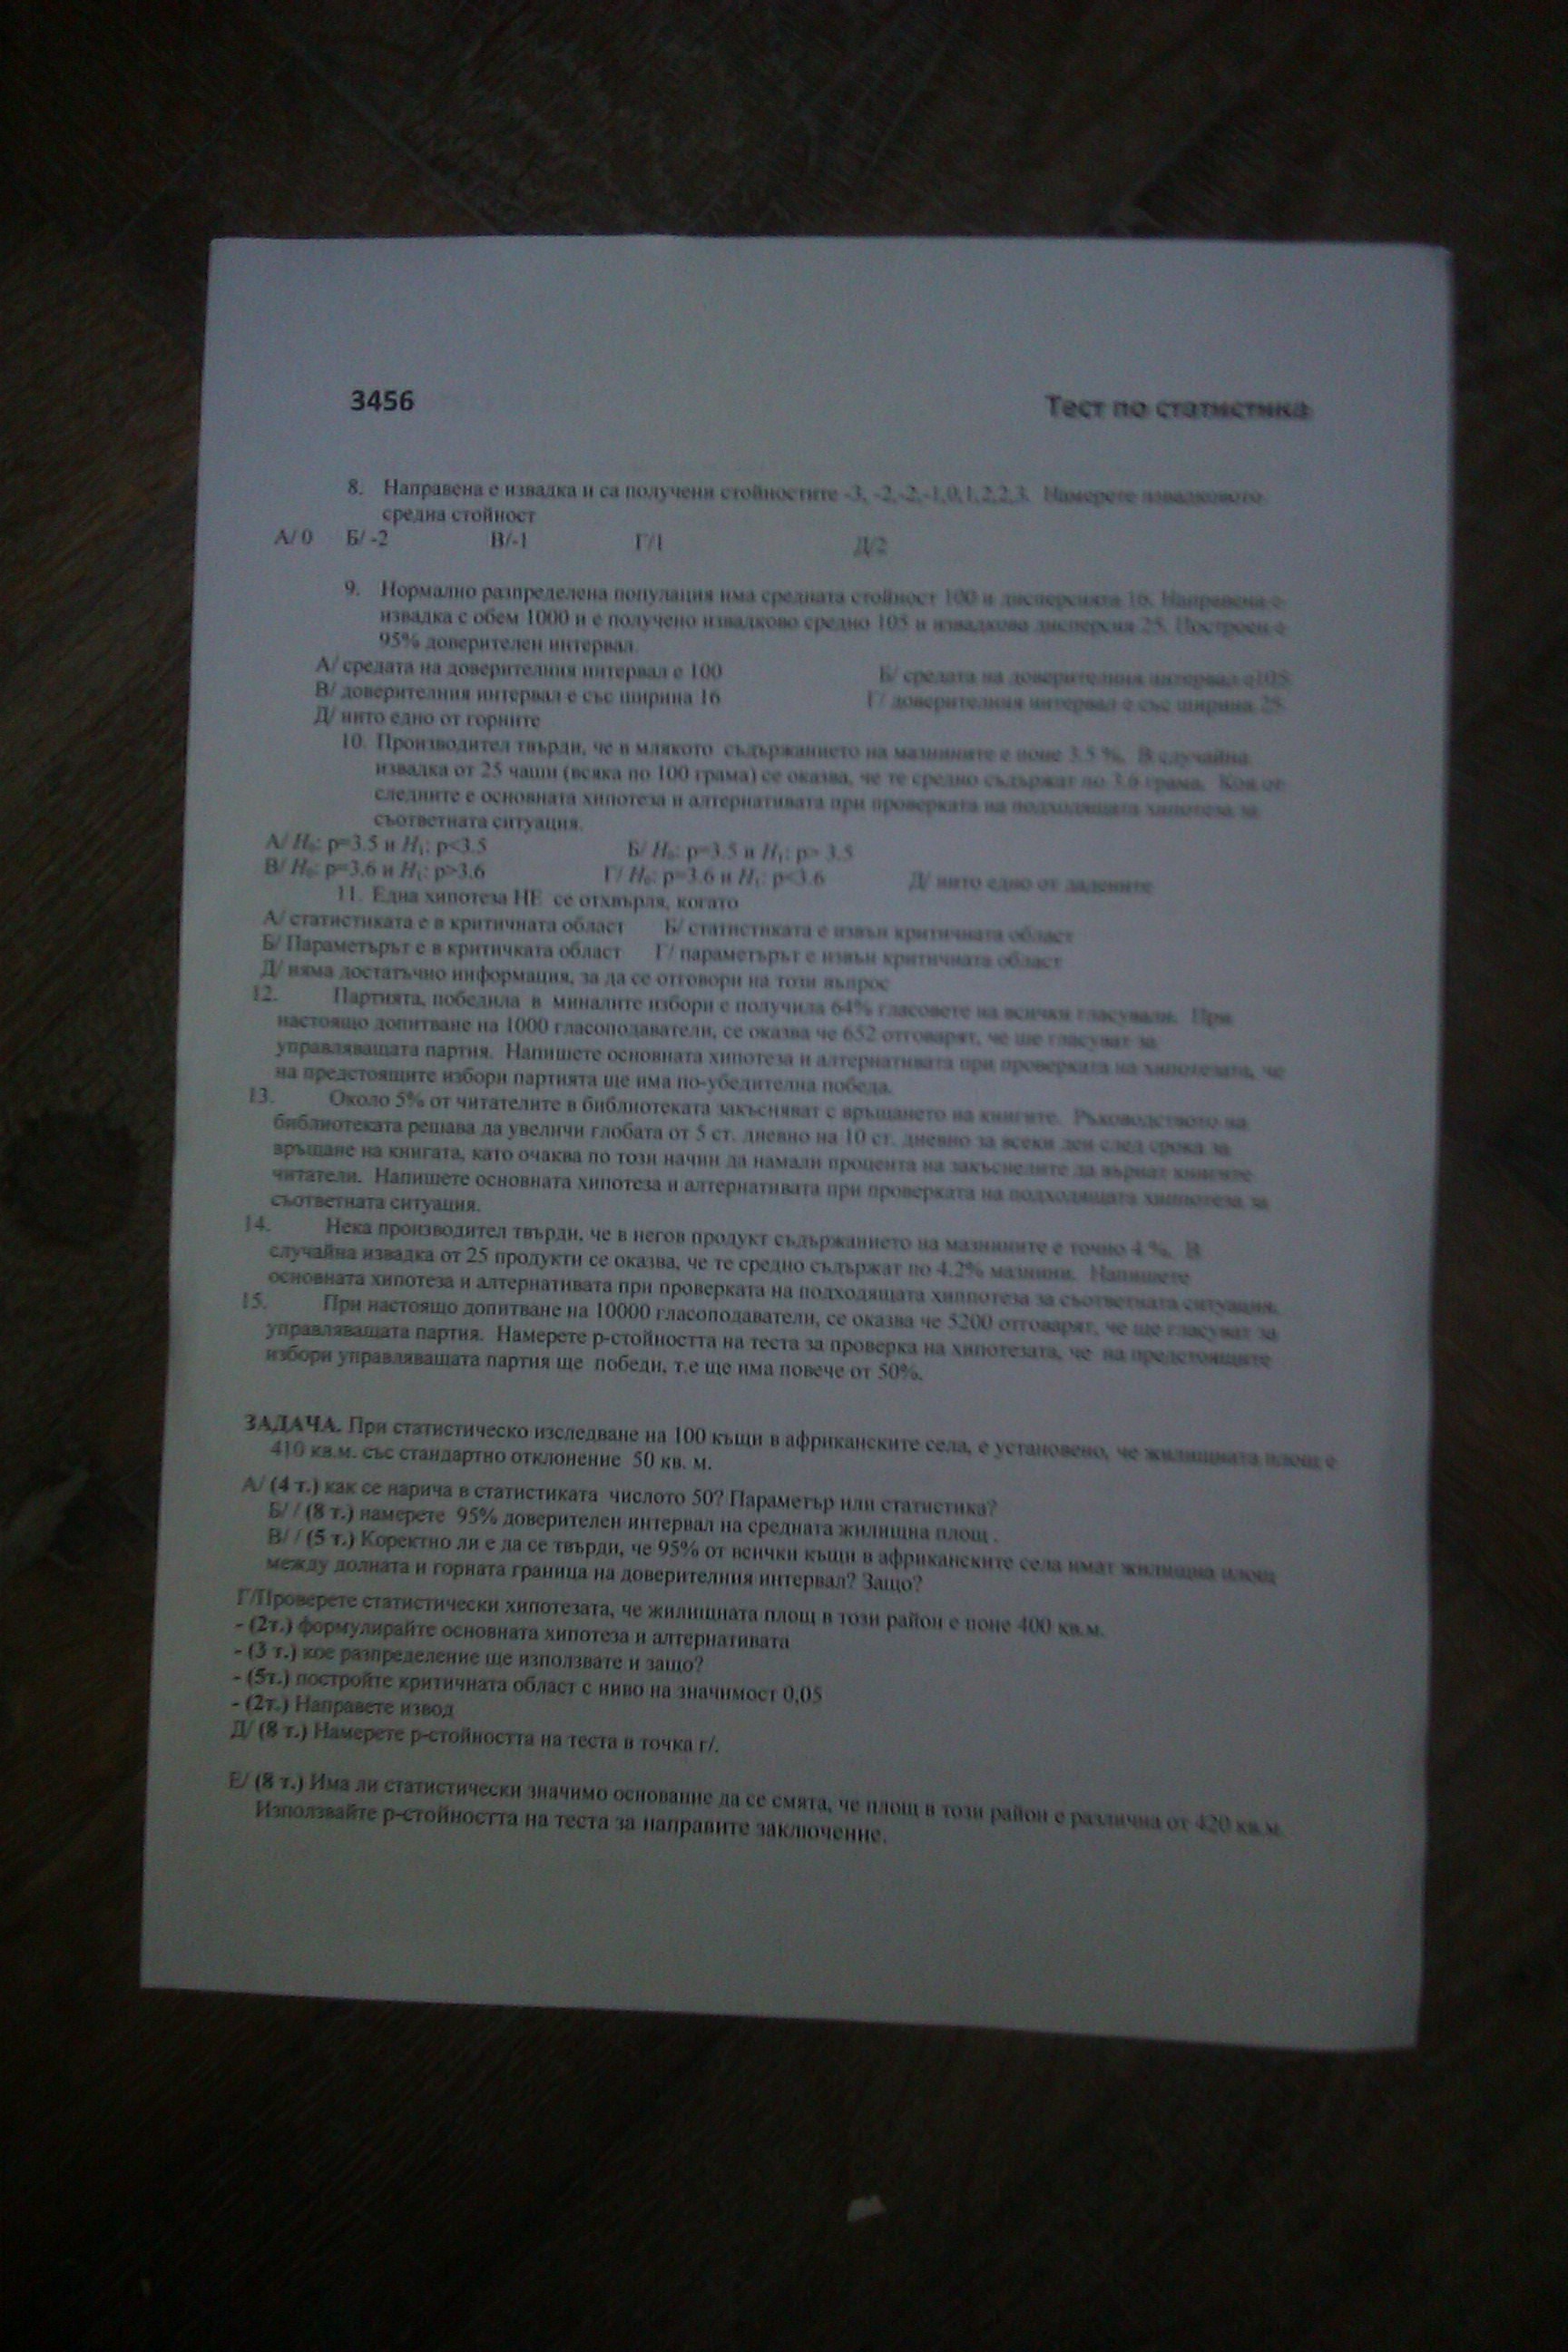 3456
Тест по статистика
8. Направена е извадка и са получени стойностите -3, -2,-2,-1,0,1,2,2,3. Намерете извадковото
средна стойност
А/ 0 Б/ -2 В/-1 Г/1 Д/2
9. Нормално разпределена популация има средната стойност 100 и дисперсията 16. Направена е
извадка с обем 1000 и е получено извадково средно 105 и извадкова дисперсия 25. Построен е
95% доверителен интервал.
А/ средата на доверителния интервал е 100 Б/ средата на доверителния интервал е105
В/ доверителния интервал е със ширина 16 Г/ доверителния интервал е със ширина 25
Д/ нито едно от горните
10. Производител твърди, че в млякото съдържанието на мазнините е поне 3.5 %. В случайна
извадка от 25 чаши (всяка по 100 грама) се оказва, че те средно съдържат по 3.6 грама. Коя от
следните е основната хипотеза и алтернативата при проверката на подходящата хипотеза за
съответната ситуация.
А/ H₀: p=3.5 и H₁: p<3.5 Б/ H₀: p=3.5 и H₁: p> 3.5
В/ H₀: p=3.6 и H₁: p>3.6 Г/ H₀: p=3.6 и H₁: p<3.6 Д/ нито едно от дадените
11. Една хипотеза НЕ се отхвърля, когато
А/ статистиката е в критичната област Б/ статистиката е извън критичната област
Б/ Параметърът е в критичката област Г/ параметърът е извън критичната област
Д/ няма достатъчно информация, за да се отговори на този въпрос
12. Партията, победила в миналите избори е получила 64% гласовете на всички гласували. При
настоящо допитване на 1000 гласоподаватели, се оказва че 652 отговарят, че ще гласуват за
управляващата партия. Напишете основната хипотеза и алтернативата при проверката на хипотезата, че
на предстоящите избори партията ще има по-убедителна победа.
13. Около 5% от читателите в библиотеката закъсняват с връщането на книгите. Ръководството на
библиотеката решава да увеличи глобата от 5 ст. дневно на 10 ст. дневно за всеки ден след срока за
връщане на книгата, като очаква по този начин да намали процента на закъснелите да върнат книгите
читатели. Напишете основната хипотеза и алтернативата при проверката на подходящата хипотеза за
съответната ситуация.
14. Нека производител твърди, че в негов продукт съдържанието на мазнините е точно 4 %. В
случайна извадка от 25 продукти се оказва, че те средно съдържат по 4.2% мазнини. Напишете
основната хипотеза и алтернативата при проверката на подходящата хиппотеза за съответната ситуация.
15. При настоящо допитване на 10000 гласоподаватели, се оказва че 5200 отговарят, че ще гласуват за
управляващата партия. Намерете p-стойността на теста за проверка на хипотезата, че на предстоящите
избори управляващата партия ще победи, т.е ще има повече от 50%.
ЗАДАЧА. При статистическо изследване на 100 къщи в африканските села, е установено, че жилищната площ е
410 кв.м. със стандартно отклонение 50 кв. м.
А/ (4 т.) как се нарича в статистиката числото 50? Параметър или статистика?
Б/ / (8 т.) намерете 95% доверителен интервал на средната жилищна площ .
В/ / (5 т.) Коректно ли е да се твърди, че 95% от всички къщи в африканските села имат жилищна площ
между долната и горната граница на доверителния интервал? Защо?
Г/Проверете статистически хипотезата, че жилищната площ в този район е поне 400 кв.м.
- (2т.) формулирайте основната хипотеза и алтернативата
- (3 т.) кое разпределение ще използвате и защо?
- (5т.) постройте критичната област с ниво на значимост 0,05
- (2т.) Направете извод
Д/ (8 т.) Намерете p-стойността на теста в точка г/.
Е/ (8 т.) Има ли статистически значимо основание да се смята, че площ в този район е различна от 420 кв.м
Използвайте p-стойността на теста за направите заключение.